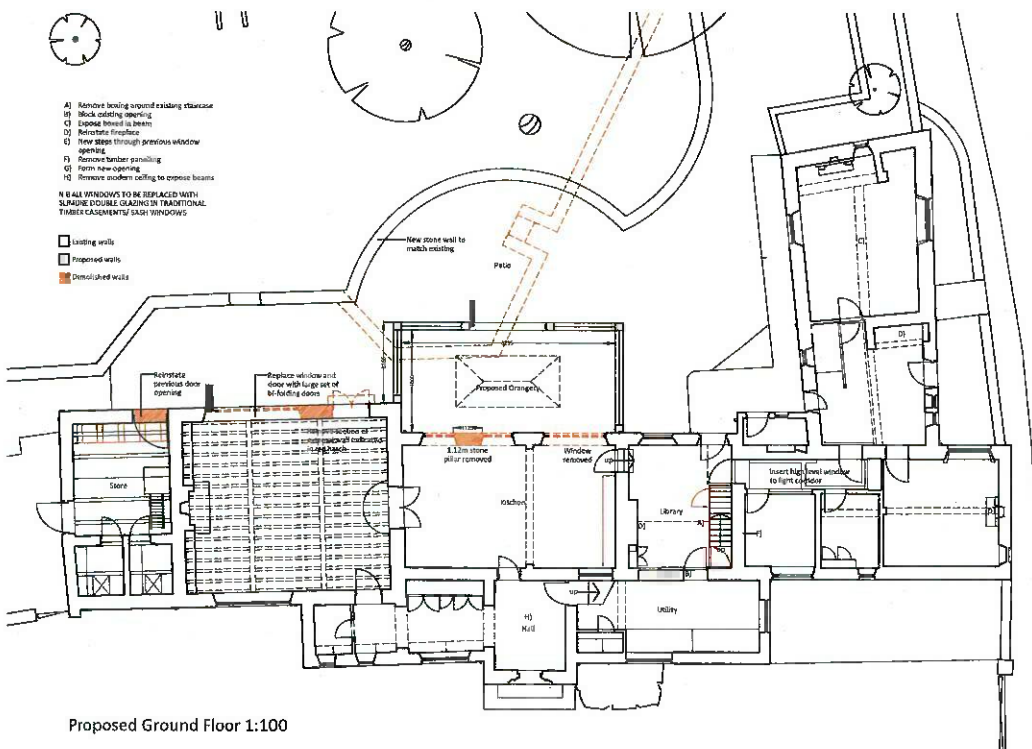 A] Remove boxing around existing staircase
B] Block existing opening
C] Expose boxed in beam
D] Reinstate fireplace
E] New steps through previous window
opening
F] Remove timber panelling
G] Form new opening
H] Remove modern ceiling to expose beams
N B ALL WINDOWS TO BE REPLACED WITH
SLIMLINE DOUBLE GLAZING IN TRADITIONAL
TIMBER CASEMENTS/ SASH WINDOWS
Existing walls
Proposed walls
Demolished walls
New stone wall to
match existing
Patio
C]
D]
Reinstate
previous door
opening
Replace window and
door with large set of
bi-folding doors
Proposed Orangery
1.12m stone
pillar removed
Window
removed
up
Insert high level window
to light corridor
Store
Kitchen
Library
D]
A]
F]
D]
up
B]
H]
Hall
up
Utility
Proposed Ground Floor 1:100